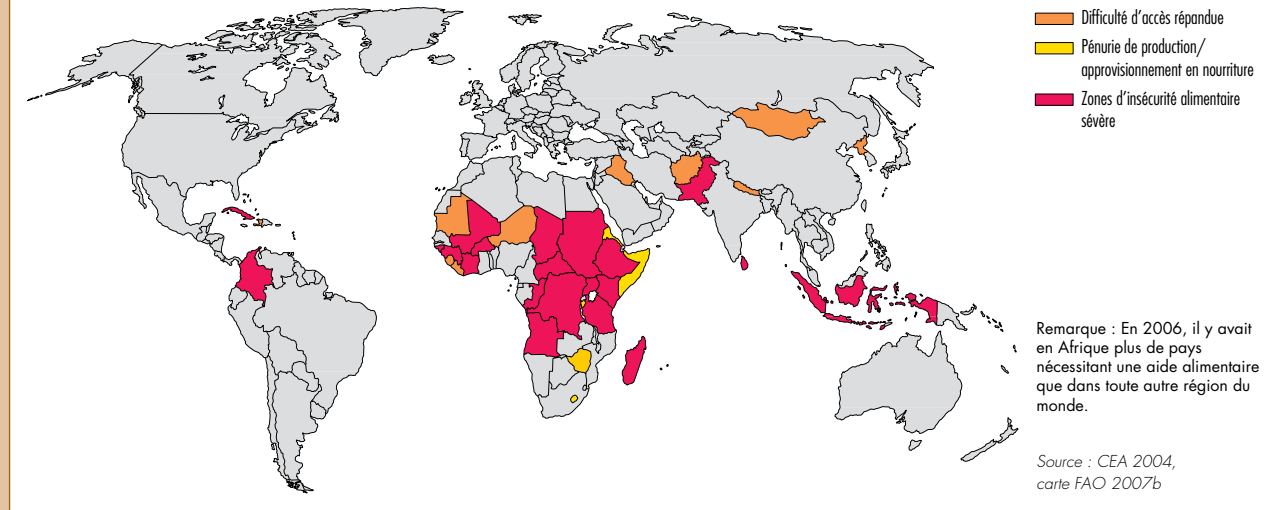 Difficulté d'accès répandue
Pénurie de production/
approvisionnement en nourriture
Zones d'insécurité alimentaire
sévère
Remarque : En 2006, il y avait
en Afrique plus de pays
nécessitant une aide alimentaire
que dans toute autre région du
monde.
Source : CEA 2004,
carte FAO 2007b